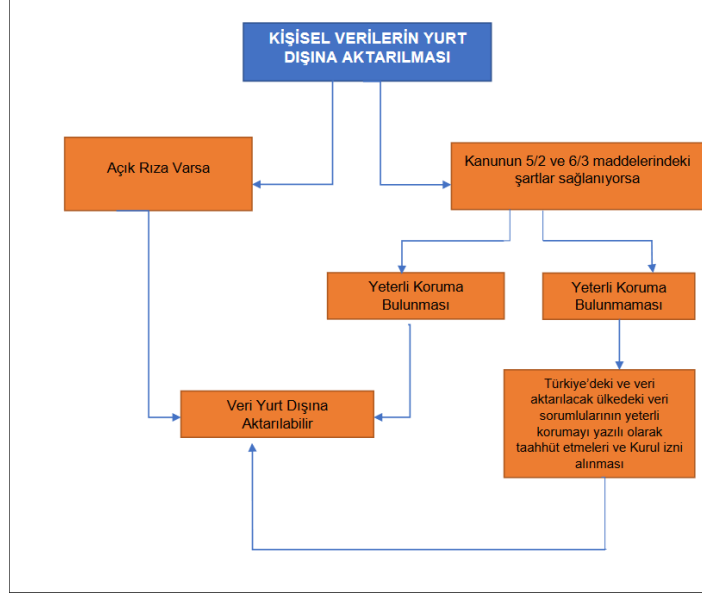 KİŞİSEL VERİLERİN YURT
DIŞINA AKTARILMASI
Açık Rıza Varsa
Kanunun 5/2 ve 6/3 maddelerindeki
şartlar sağlanıyorsa
Yeterli Koruma
Bulunması
Yeterli Koruma
Bulunmaması
Veri Yurt Dışına
Aktarılabilir
Türkiye'deki ve veri
aktarılacak ülkedeki veri
sorumlularının yeterli
korumayı yazılı olarak
taahhüt etmeleri ve Kurul izni
alınması